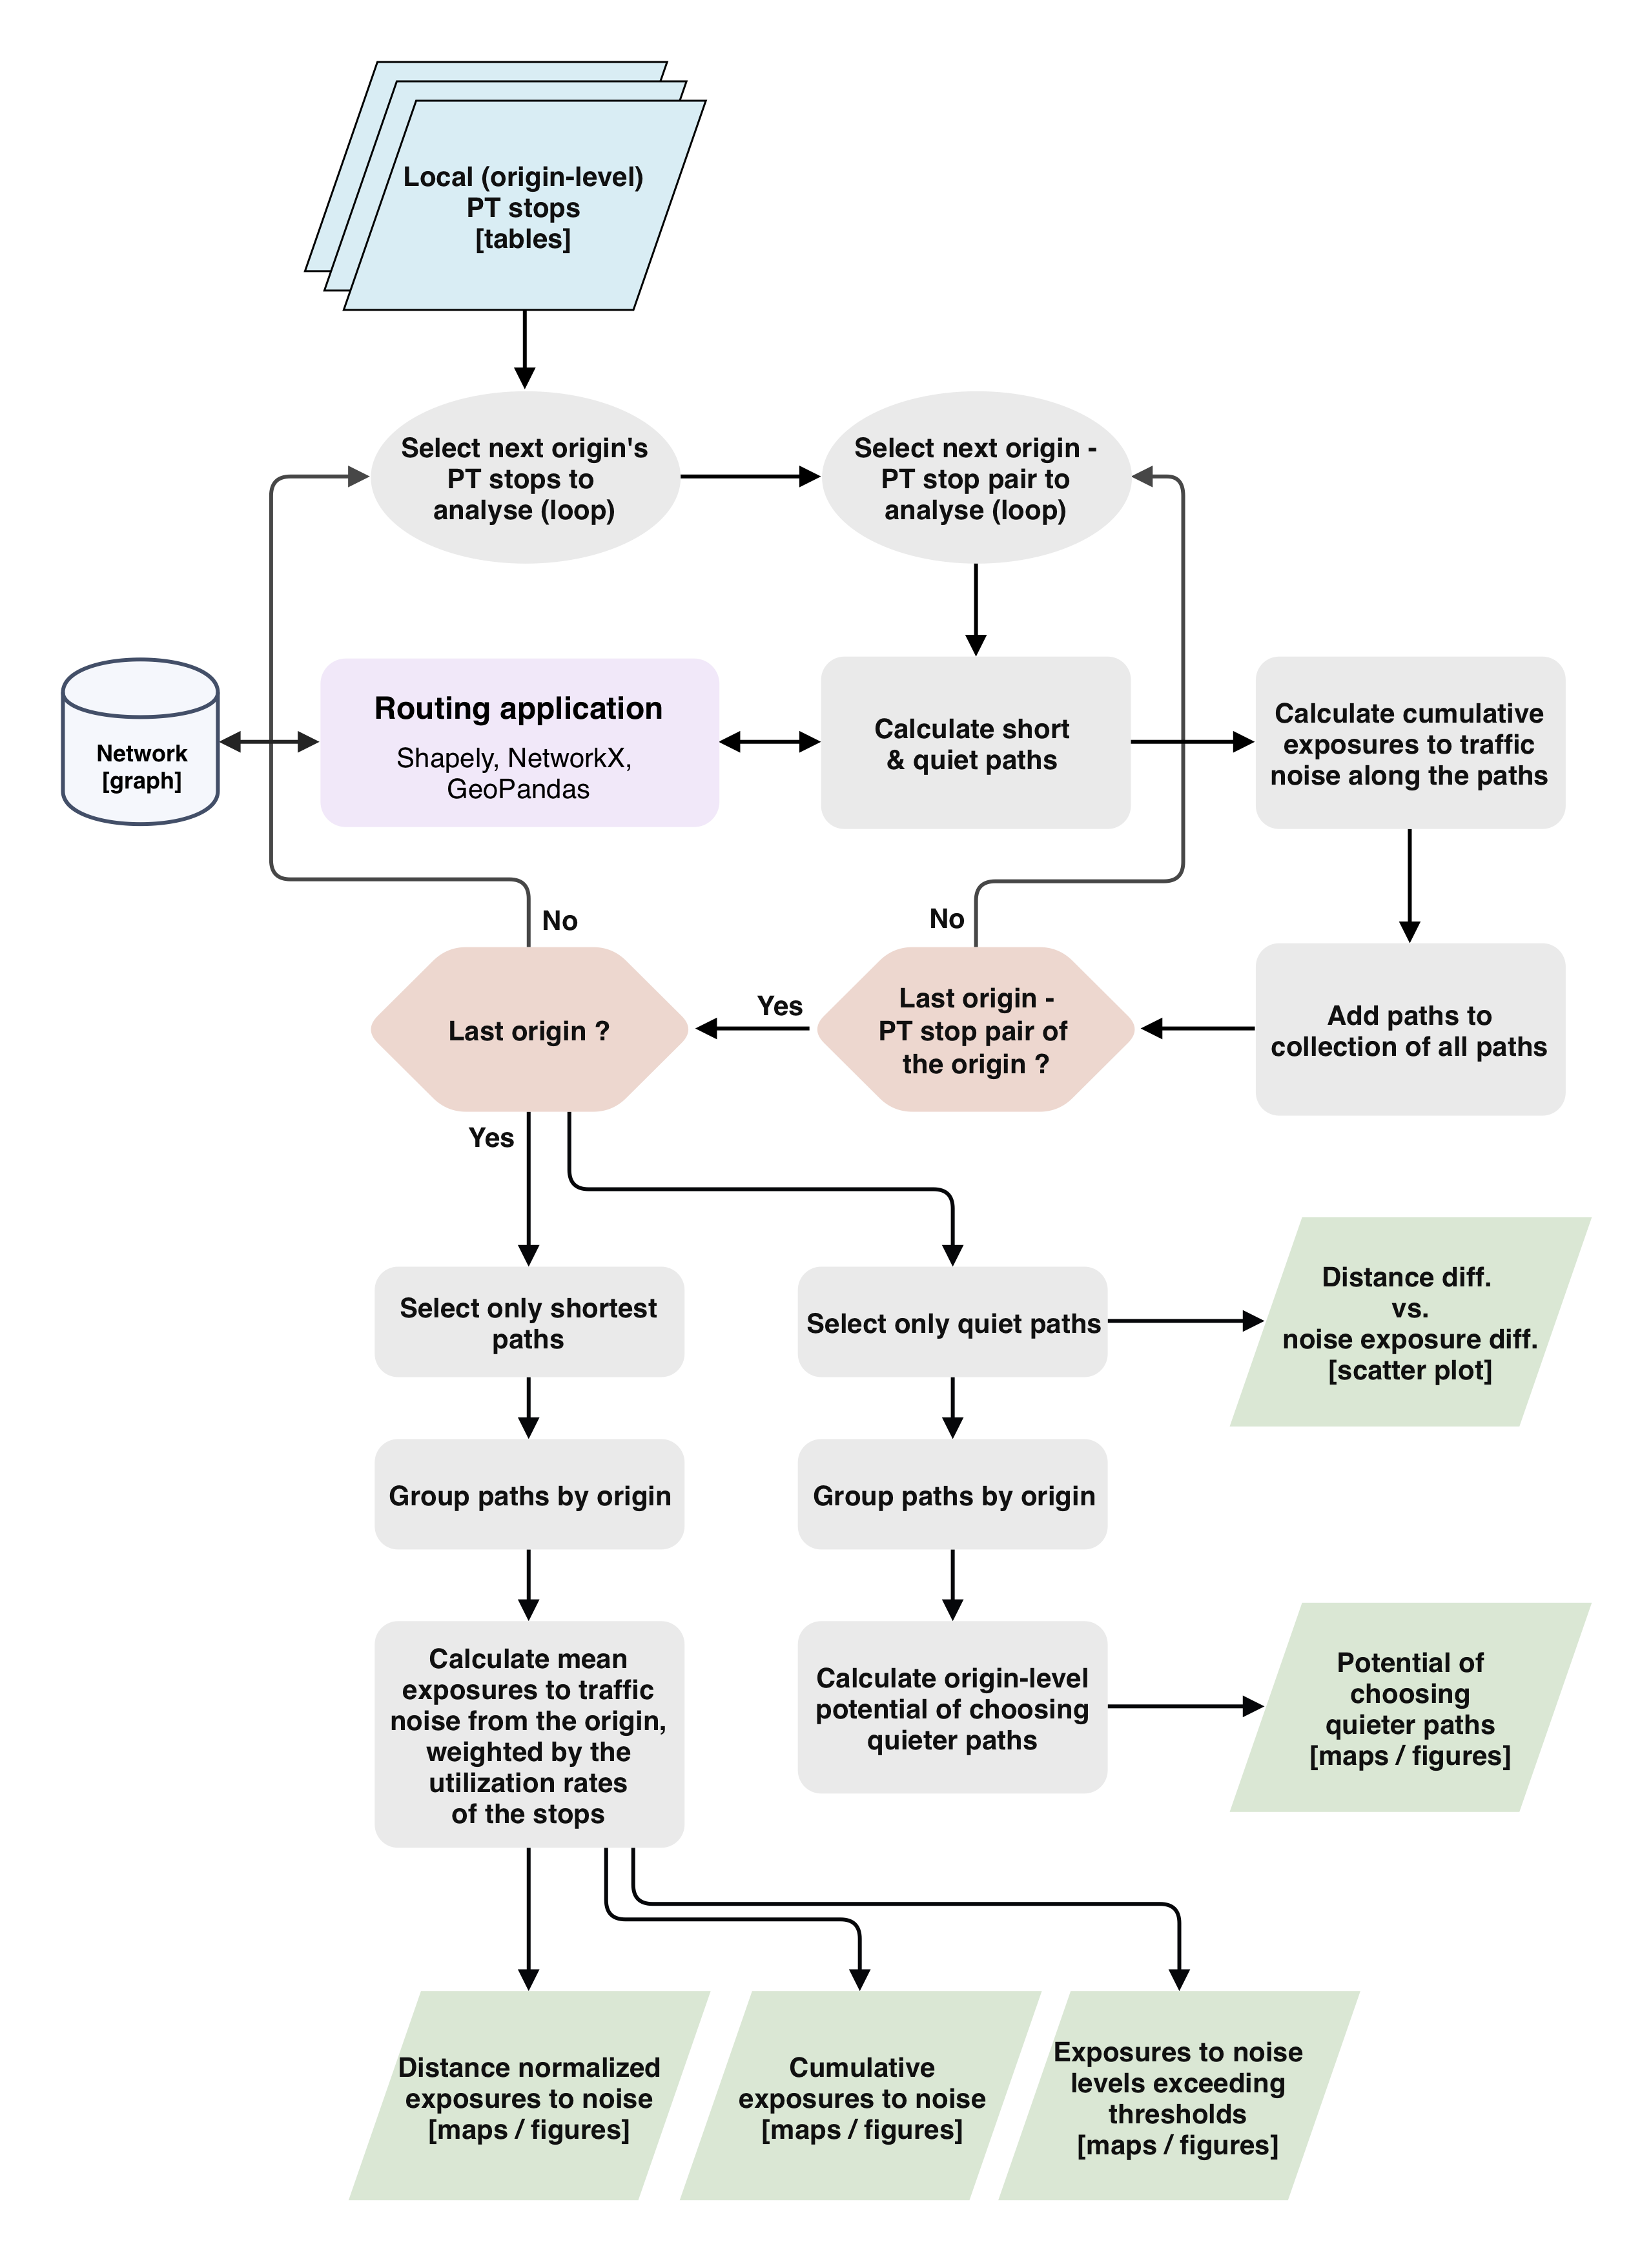 Local (origin-level)
PT stops
[tables]
Select next origin's
PT stops to
analyse (loop)
Select next origin -
PT stop pair to
analyse (loop)
Network
[graph]
Routing application
Shapely, NetworkX,
GeoPandas
Calculate short
& quiet paths
Calculate cumulative
exposures to traffic
noise along the paths
No
No
Last origin ?
Yes
Last origin -
PT stop pair of
the origin ?
Add paths to
collection of all paths
Yes
Select only shortest
paths
Select only quiet paths
Distance diff.
vs.
noise exposure diff.
[scatter plot]
Group paths by origin
Group paths by origin
Calculate mean
exposures to traffic
noise from the origin,
weighted by the
utilization rates
of the stops
Calculate origin-level
potential of choosing
quieter paths
Potential of
choosing
quieter paths
[maps / figures]
Distance normalized
exposures to noise
[maps / figures]
Cumulative
exposures to noise
[maps / figures]
Exposures to noise
levels exceeding
thresholds
[maps / figures]